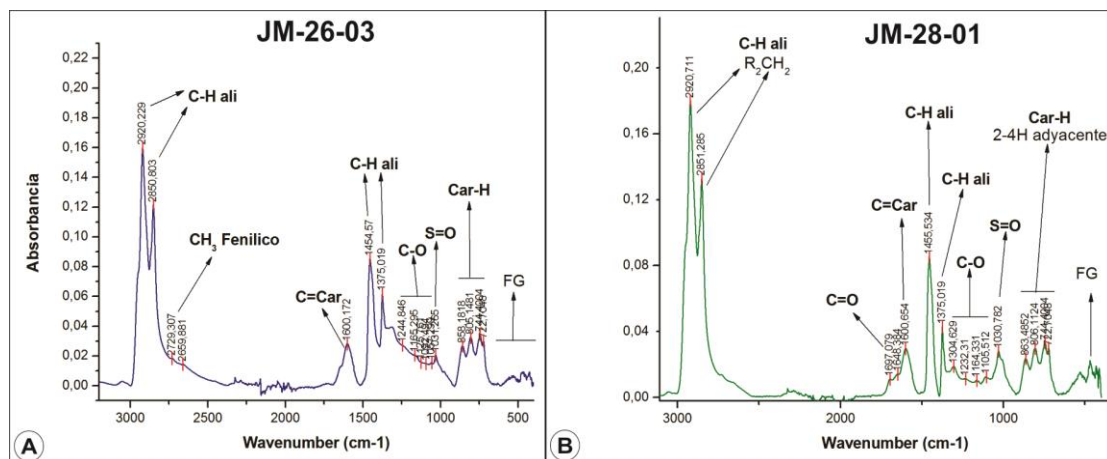 JM-26-03
Absorbancia
0,22
0,20
0,18
0,16
0,14
0,12
0,10
0,08
0,06
0,04
0,02
0,00
2920,229
2850,803
C-H ali
C-H ali
CH₃ Fenilico
2729,307
2659,881
C=Car
1600,172
C-H ali
1454,57
1375,019
C-O
1244,846
S=O
1031,265
Car-H
858,1818
805,1481
FG
3000
2500
2000
1500
1000
500
Wavenumber (cm-1)
A
JM-28-01
0,20
0,16
0,12
0,08
0,04
0,00
2920,711
2851,285
C-H ali
R₂CH₂
C=O
1697,079
1648,384
C=Car
1600,654
C-H ali
1455,534
C-H ali
1375,019
C-O
1304,629
1232,31
1164,331
1105,512
S=O
1030,782
Car-H
2-4H adyacente
863,4852
806,1124
FG
3000
2000
1000
Wavenumber (cm-1)
B